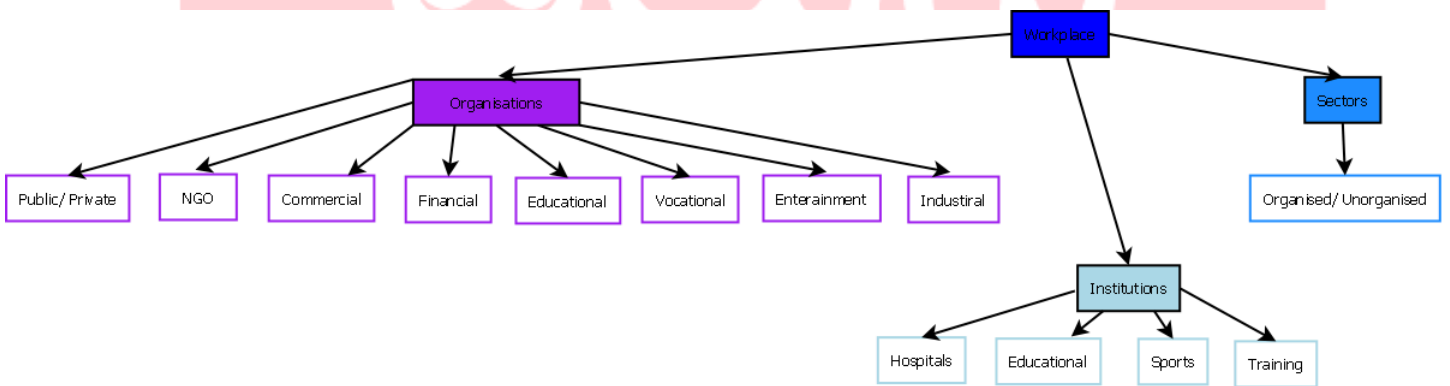 Workplace
Organisations
Sectors
Public/ Private
NGO
Commercial
Financial
Educational
Vocational
Enterainment
Industiral
Organised/ Unorganised
Institutions
Hospitals
Educational
Sports
Training